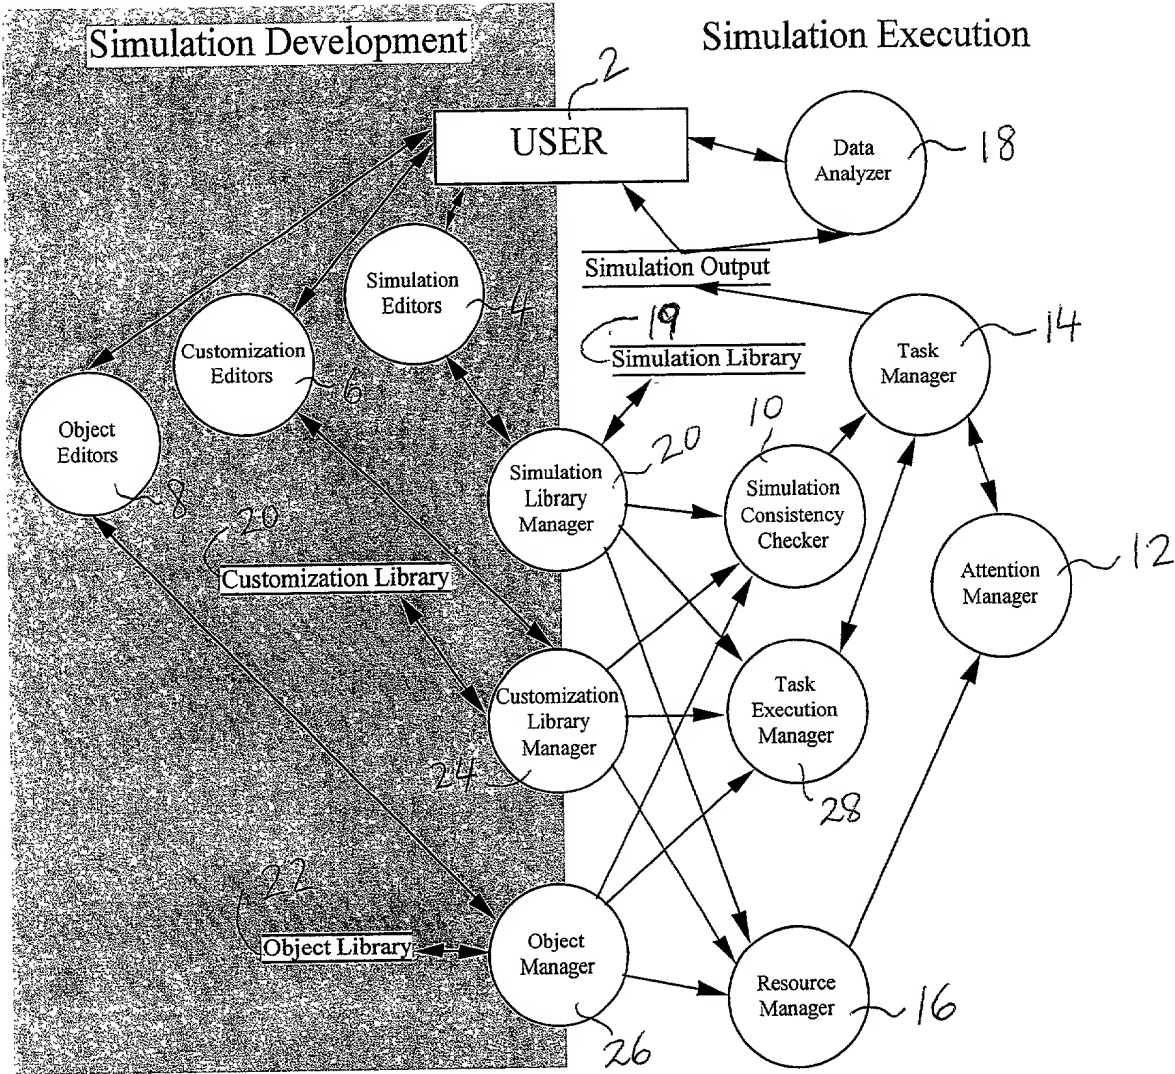 Simulation Development
Simulation Execution
2
USER
Data
Analyzer
18
Simulation
Editors
4
Simulation Output
19
Simulation Library
14
Task
Manager
Customization
Editors
6
Object
Editors
8
10
20
Simulation
Library
Manager
Simulation
Consistency
Checker
20
Customization Library
Attention
Manager
12
Customization
Library
Manager
24
Task
Execution
Manager
28
22
Object Library
Object
Manager
26
Resource
Manager
16